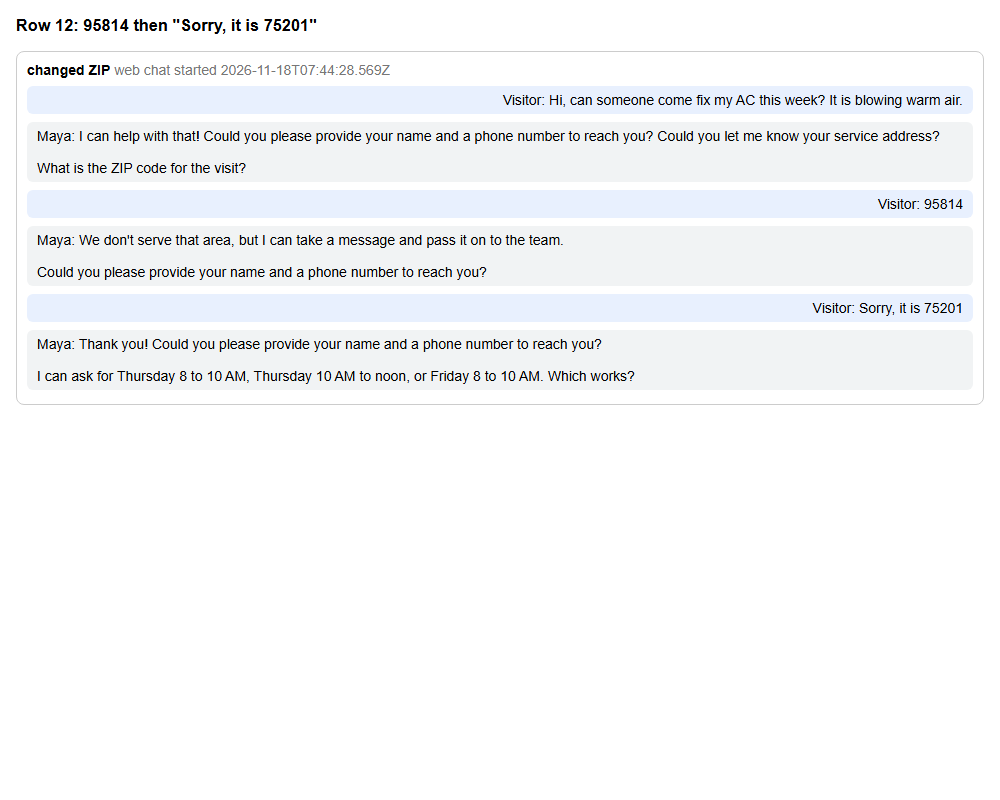 Row 12: 95814 then "Sorry, it is 75201"
changed ZIP web chat started 2026-11-18T07:44:28.569Z
Visitor: Hi, can someone come fix my AC this week? It is blowing warm air.
Maya: I can help with that! Could you please provide your name and a phone number to reach you? Could you let me know your service address?
What is the ZIP code for the visit?
Visitor: 95814
Maya: We don't serve that area, but I can take a message and pass it on to the team.
Could you please provide your name and a phone number to reach you?
Visitor: Sorry, it is 75201
Maya: Thank you! Could you please provide your name and a phone number to reach you?
I can ask for Thursday 8 to 10 AM, Thursday 10 AM to noon, or Friday 8 to 10 AM. Which works?